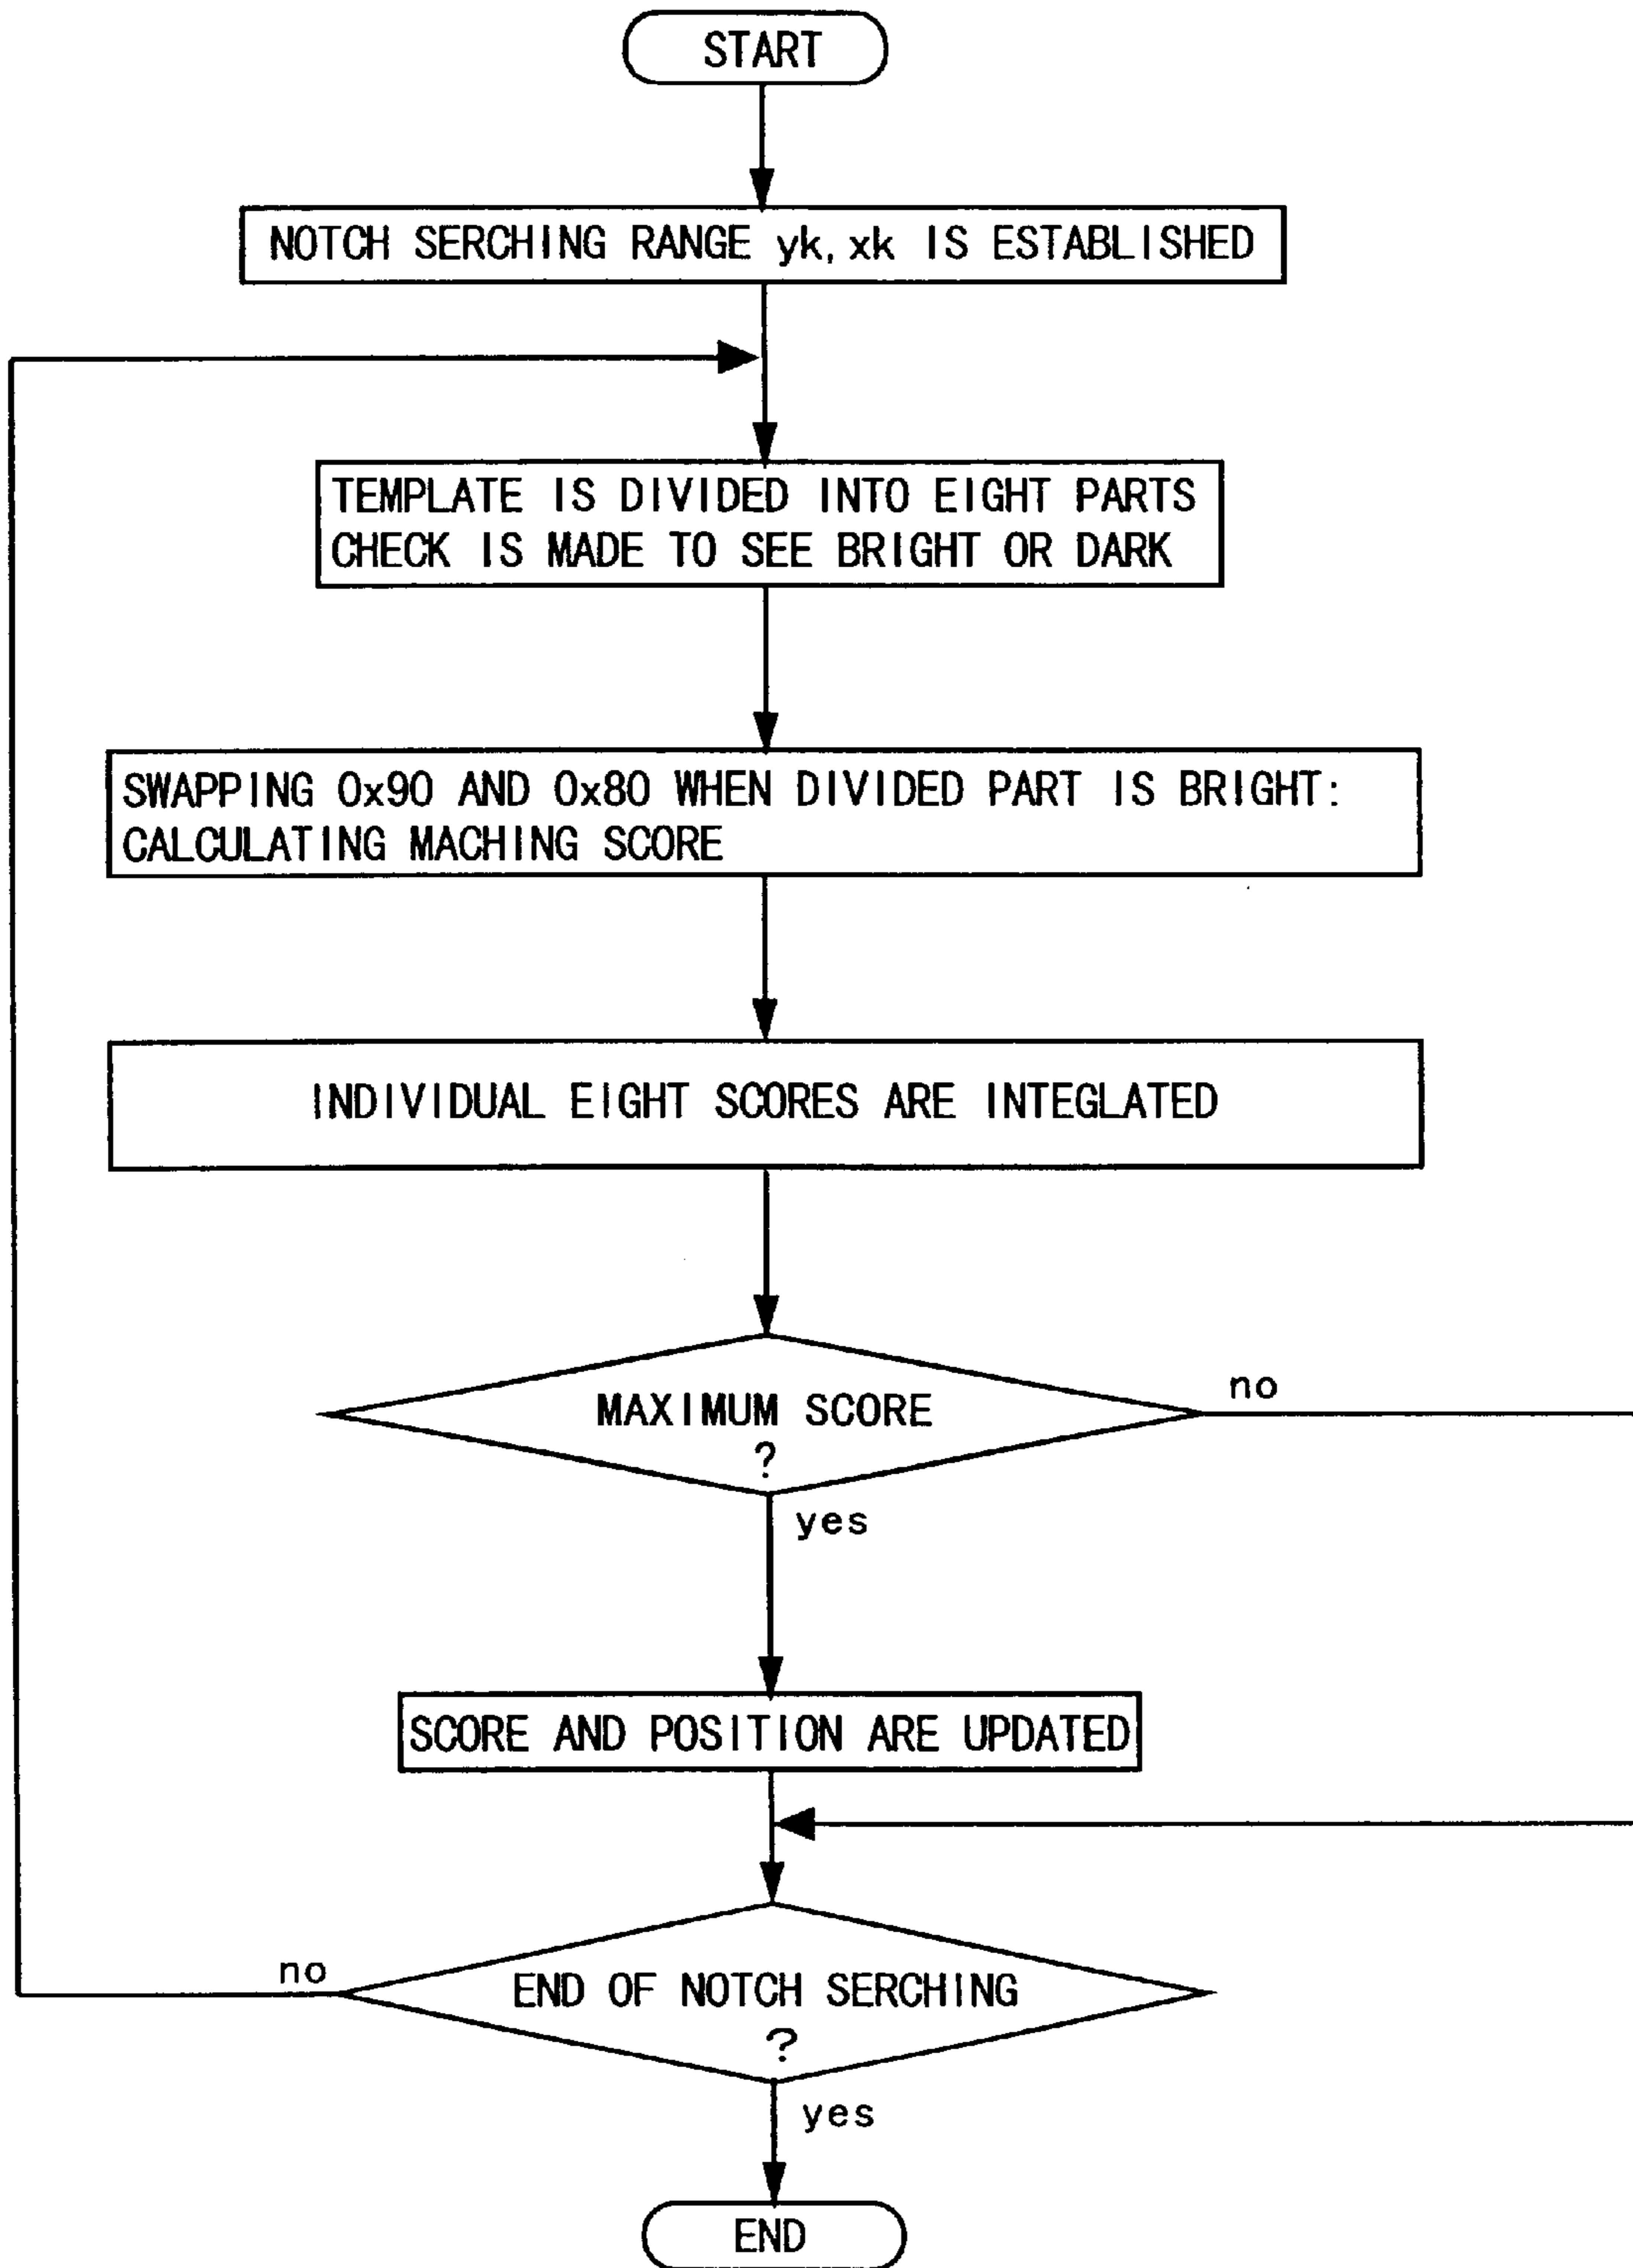 START
NOTCH SERCHING RANGE yk, xk IS ESTABLISHED
TEMPLATE IS DIVIDED INTO EIGHT PARTS
CHECK IS MADE TO SEE BRIGHT OR DARK
SWAPPING 0x90 AND 0x80 WHEN DIVIDED PART IS BRIGHT:
CALCULATING MACHING SCORE
INDIVIDUAL EIGHT SCORES ARE INTEGLATED
MAXIMUM SCORE
?
no
yes
SCORE AND POSITION ARE UPDATED
no
END OF NOTCH SERCHING
?
yes
END